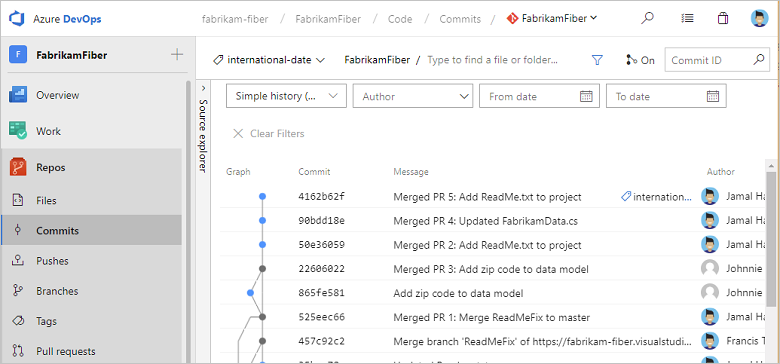 Azure DevOps
fabrikam-fiber / FabrikamFiber / Code / Commits / FabrikamFiber
F FabrikamFiber +
international-date FabrikamFiber / Type to find a file or folder... On Commit ID
Overview
Simple history (... Author From date To date
Work
Source explorer
Clear Filters
Repos
Graph Commit Message Author
Files
4162b62f Merged PR 5: Add ReadMe.txt to project internation... Jamal Ha
Commits
90bdd18e Merged PR 4: Updated FabrikamData.cs Jamal Ha
50e36059 Merged PR 2: Add ReadMe.txt to project Jamal Ha
Pushes
22606022 Merged PR 3: Add zip code to data model Johnnie
Branches
865fe581 Add zip code to data model Johnnie
Tags
525eec66 Merged PR 1: Merge ReadMeFix to master Jamal Ha
457c92c2 Merge branch 'ReadMeFix' of https://fabrikam-fiber.visualstudi Francis T
Pull requests